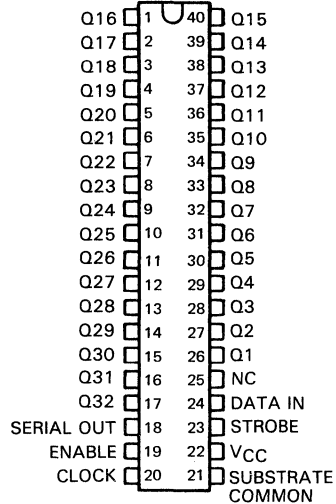 Q16 1 40 Q15
Q17 2 39 Q14
Q18 3 38 Q13
Q19 4 37 Q12
Q20 5 36 Q11
Q21 6 35 Q10
Q22 7 34 Q9
Q23 8 33 Q8
Q24 9 32 Q7
Q25 10 31 Q6
Q26 11 30 Q5
Q27 12 29 Q4
Q28 13 28 Q3
Q29 14 27 Q2
Q30 15 26 Q1
Q31 16 25 NC
Q32 17 24 DATA IN
SERIAL OUT 18 23 STROBE
ENABLE 19 22 VCC
CLOCK 20 21 SUBSTRATE
COMMON